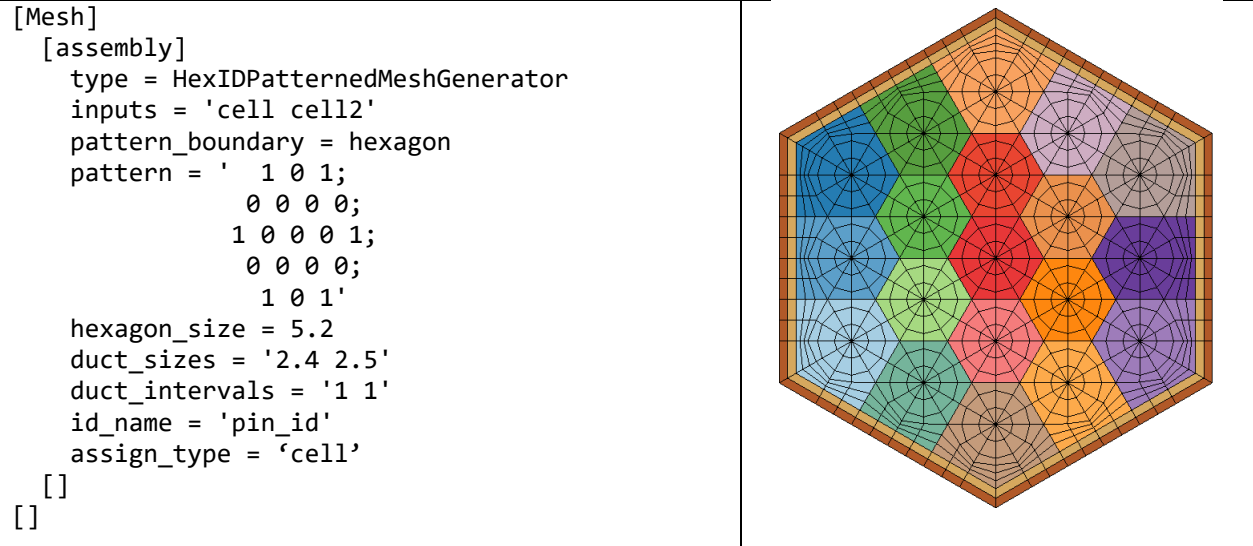 [Mesh]
  [assembly]
    type = HexIDPatternedMeshGenerator
    inputs = 'cell cell2'
    pattern_boundary = hexagon
    pattern = '  1 0 1;
                0 0 0 0;
               1 0 0 0 1;
                0 0 0 0;
                 1 0 1'
    hexagon_size = 5.2
    duct_sizes = '2.4 2.5'
    duct_intervals = '1 1'
    id_name = 'pin_id'
    assign_type = ‘cell’
  []
[]